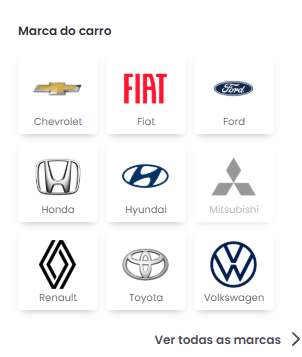 Marca do carro
FIAT
Ford
Chevrolet
Fiat
Ford
Honda
Hyundai
Mitsubishi
Renault
Toyota
Volkswagen
Ver todas as marcas